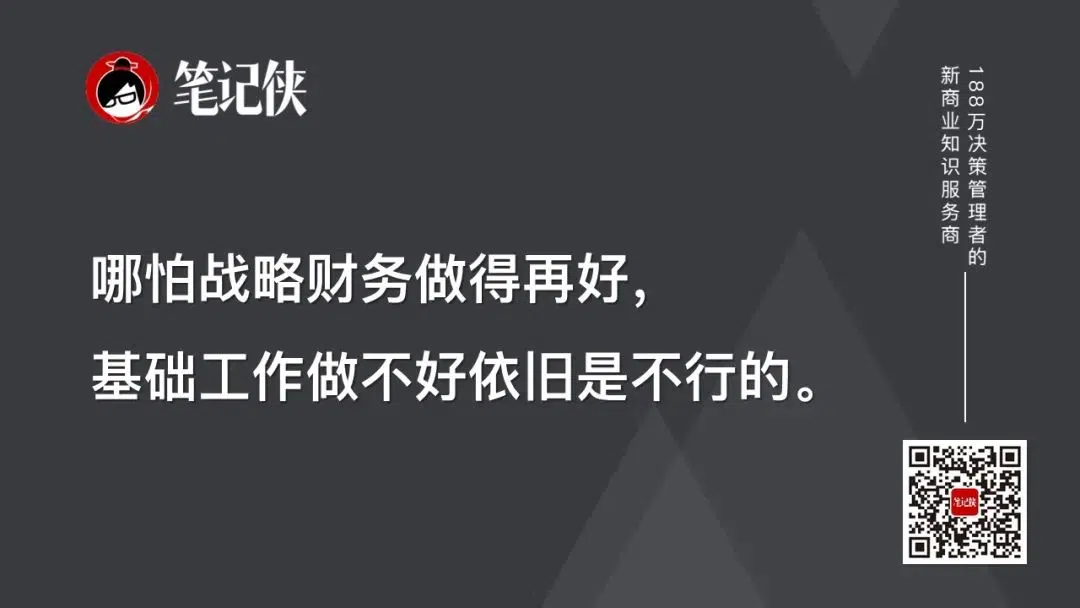 笔记侠
188万决策管理者的
新商业知识服务商
哪怕战略财务做得再好，
基础工作做不好依旧是不行的。
笔记侠